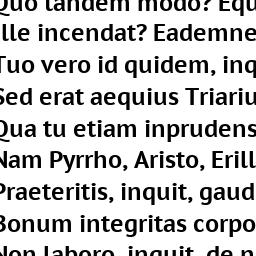 Quo tandem modo? Equ
ille incendat? Eademne
Tuo vero id quidem, inq
Sed erat aequius Triariu
Qua tu etiam inprudens
Nam Pyrrho, Aristo, Erill
Praeteritis, inquit, gaud
Bonum integritas corpo
Non laboro, inquit, de n